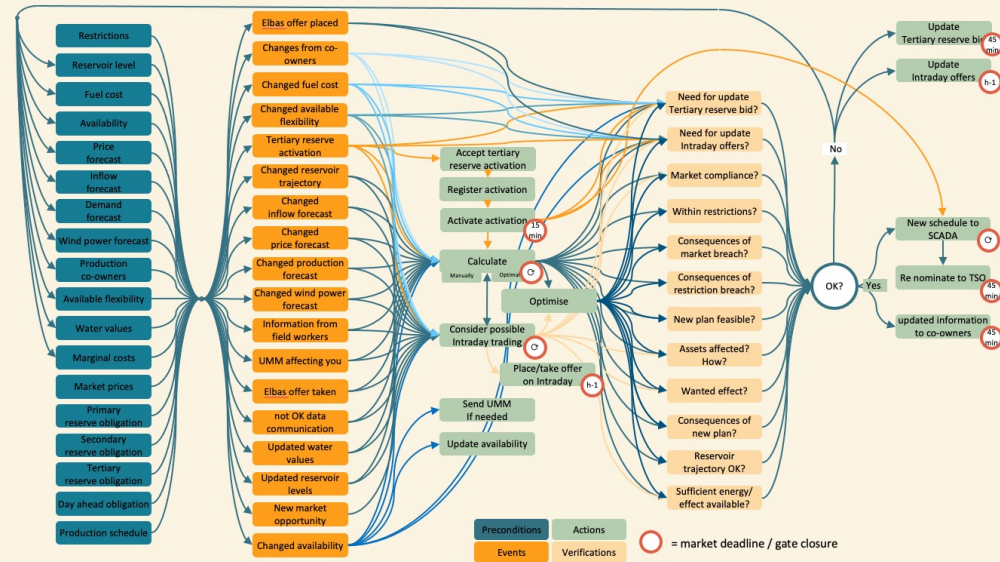 Restrictions
Reservoir level
Fuel cost
Availability
Price
forecast
Inflow
forecast
Demand
forecast
Wind power forecast
Production
co-owners
Available flexibility
Water values
Marginal costs
Market prices
Primary
reserve obligation
Secondary
reserve obligation
Tertiary
reserve obligation
Day ahead obligation
Production schedule
Elbas offer placed
Changes from co-
owners
Changed fuel cost
Changed available
flexibility
Tertiary reserve
activation
Changed reservoir
trajectory
Changed
inflow forecast
Changed
price forecast
Changed production
forecast
Changed wind power
forecast
Information from
field workers
UMM affecting you
Elbas offer taken
not OK data
communication
Updated water
values
Updated reservoir
levels
New market
opportunity
Changed availability
Accept tertiary
reserve activation
Register activation
Activate activation
15
min
Calculate
Manually
Optimise
Consider possible
Intraday trading
Place/take offer
on Intraday
h-1
Send UMM
If needed
Update availability
Need for update
Tertiary reserve bid?
Need for update
Intraday offers?
Market compliance?
Within restrictions?
Consequences of
market breach?
Consequences of
restriction breach?
New plan feasible?
Assets affected?
How?
Wanted effect?
Consequences of
new plan?
Reservoir
trajectory OK?
Sufficient energy/
effect available?
OK?
No
Yes
Update
Tertiary reserve
45
min
Update
Intraday offers
h-1
New schedule to
SCADA
Re nominate to TSO
45
min
updated information
to co-owners
45
min
Preconditions
Actions
Events
Verifications
= market deadline / gate closure